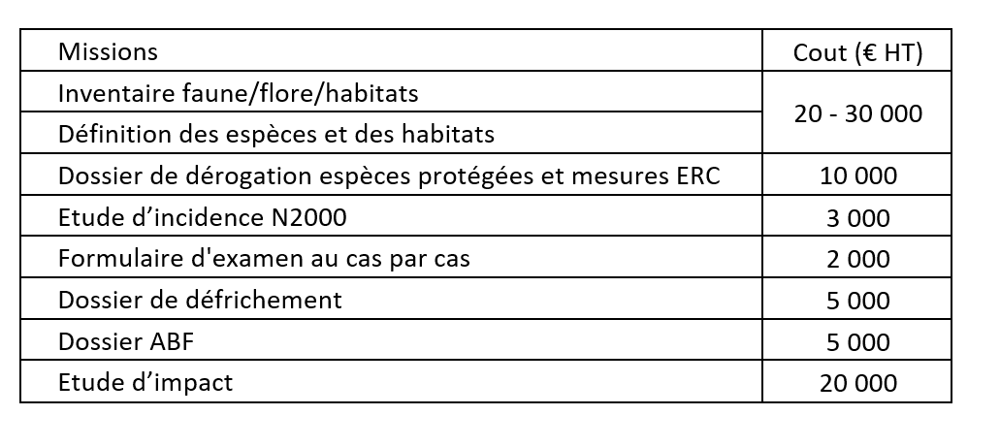 Missions
Cout (€ HT)
Inventaire faune/flore/habitats
20 - 30 000
Définition des espèces et des habitats
Dossier de dérogation espèces protégées et mesures ERC
10 000
Etude d’incidence N2000
3 000
Formulaire d'examen au cas par cas
2 000
Dossier de défrichement
5 000
Dossier ABF
5 000
Etude d’impact
20 000